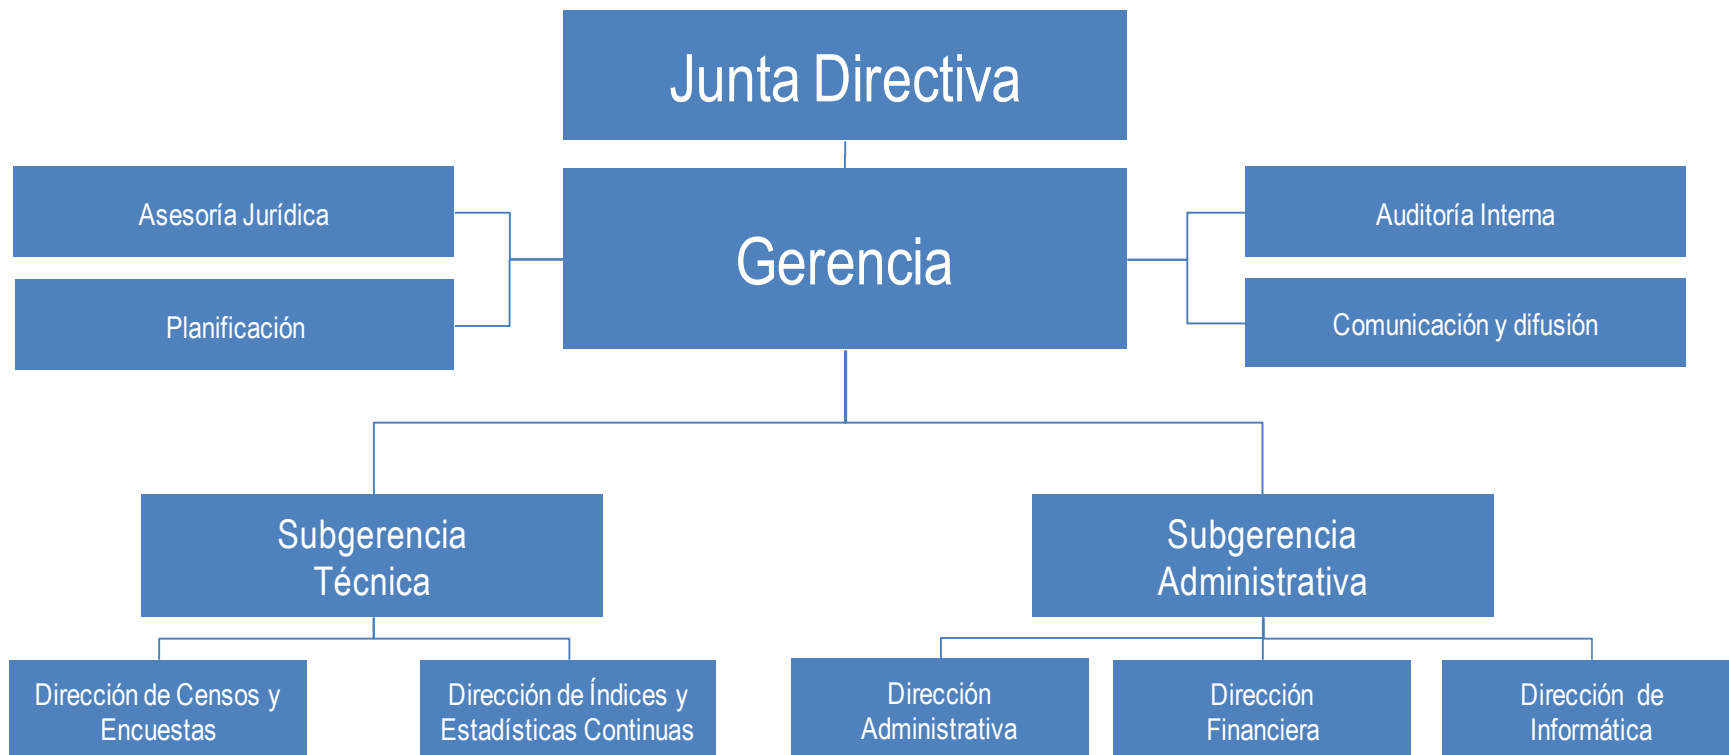 Junta Directiva
Asesoría Jurídica
Gerencia
Auditoría Interna
Planificación
Comunicación y difusión
Subgerencia
Técnica
Subgerencia
Administrativa
Dirección de Censos y
Encuestas
Dirección de Índices y
Estadísticas Continuas
Dirección
Administrativa
Dirección
Financiera
Dirección de
Informática